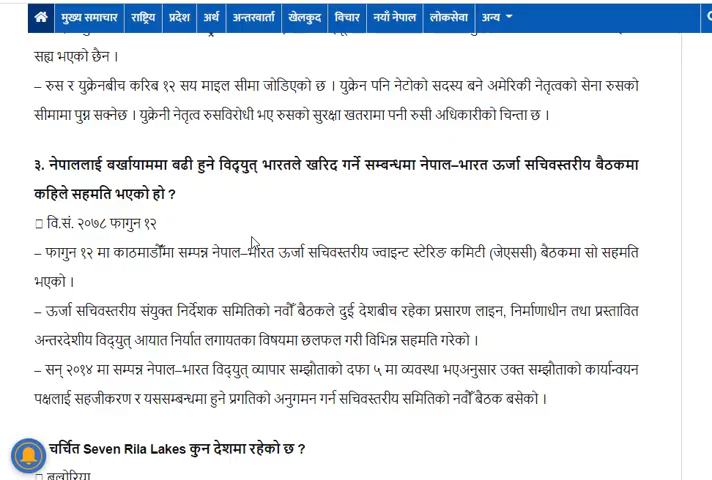 मुख्य समाचार राष्ट्रिय प्रदेश अर्थ अन्तरवार्ता खेलकुद विचार नयाँ नेपाल लोकसेवा अन्य
सह्य भएको छैन ।
– रुस र युक्रेनबीच करिब १२ सय माइल सीमा जोडिएको छ । युक्रेन पनि नेटोको सदस्य बने अमेरिकी नेतृत्वको सेना रुसको
सीमामा पुग्न सक्नेछ । युक्रेनी नेतृत्व रुसविरोधी भए रुसको सुरक्षा खतरामा पनी रुसी अधिकारीको चिन्ता छ ।
३. नेपाललाई बर्खायाममा बढी हुने विद्युत् भारतले खरिद गर्ने सम्बन्धमा नेपाल–भारत ऊर्जा सचिवस्तरीय बैठकमा
कहिले सहमति भएको हो ?
वि.सं. २०७८ फागुन १२
– फागुन १२ मा काठमाडौँमा सम्पन्न नेपाल–भारत ऊर्जा सचिवस्तरीय ज्वाइन्ट स्टेरिङ कमिटी (जेएससी) बैठकमा सो सहमति
भएको ।
– ऊर्जा सचिवस्तरीय संयुक्त निर्देशक समितिको नवौँ बैठकले दुई देशबीच रहेका प्रसारण लाइन, निर्माणाधीन तथा प्रस्तावित
अन्तरदेशीय विद्युत् आयात निर्यात लगायतका विषयमा छलफल गरी विभिन्न सहमति गरेको ।
– सन् २०१४ मा सम्पन्न नेपाल–भारत विद्युत् व्यापार सम्झौताको दफा ५ मा व्यवस्था भएअनुसार उक्त सम्झौताको कार्यान्वयन
पक्षलाई सहजीकरण र यससम्बन्धमा हुने प्रगतिको अनुगमन गर्न सचिवस्तरीय समितिको नवौँ बैठक बसेको ।
चर्चित Seven Rila Lakes कुन देशमा रहेको छ ?